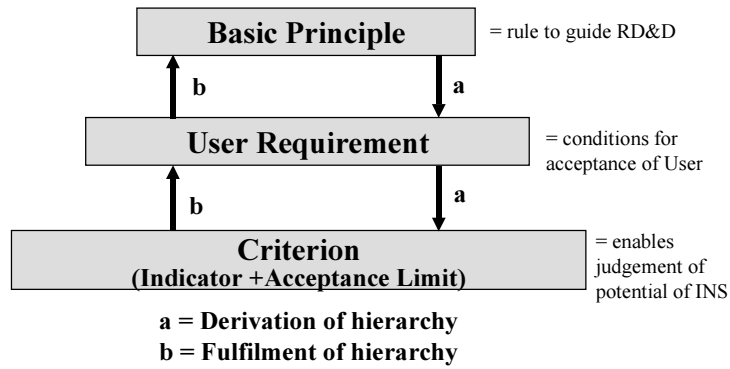 Basic Principle
= rule to guide RD&D
b
a
User Requirement
= conditions for
acceptance of User
b
a
Criterion
(Indicator +Acceptance Limit)
= enables
judgement of
potential of INS
a = Derivation of hierarchy
b = Fulfilment of hierarchy